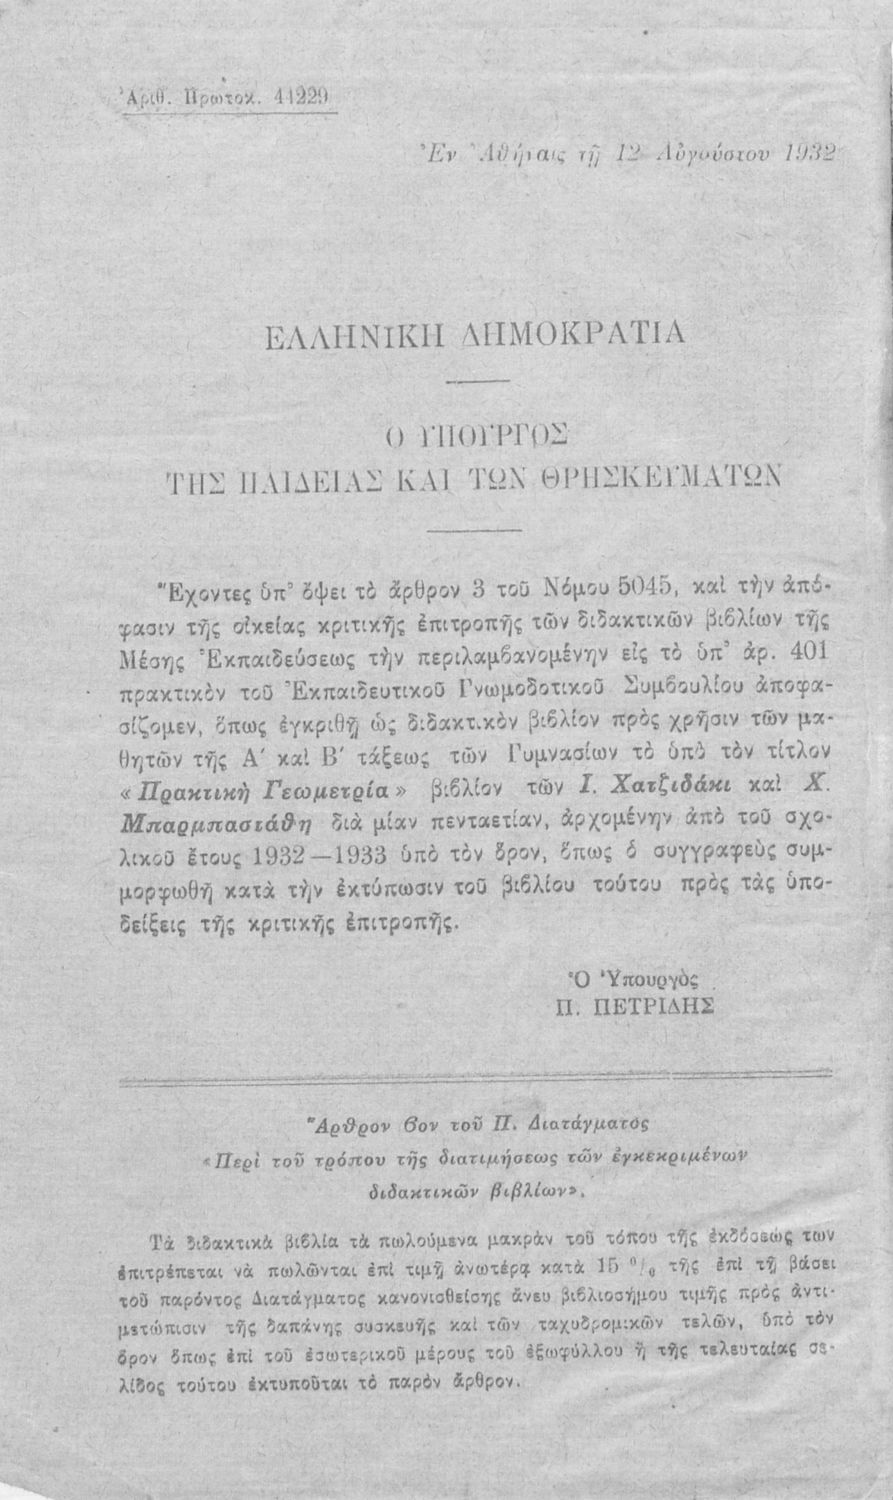 Ἀριθ. Πρωτοκ. 44229
Ἐν Ἀθήναις τῇ 12 Αὐγούστου 1932
ΕΛΛΗΝΙΚΗ ΔΗΜΟΚΡΑΤΙΑ
Ο ΥΠΟΥΡΓΟΣ
ΤΗΣ ΠΑΙΔΕΙΑΣ ΚΑΙ ΤΩΝ ΘΡΗΣΚΕΥΜΑΤΩΝ
Ἔχοντες ὑπ' ὄψει τὸ ἄρθρον 3 τοῦ Νόμου 5045, καὶ τὴν ἀπό-
φασιν τῆς οἰκείας κριτικῆς ἐπιτροπῆς τῶν διδακτικῶν βιβλίων τῆς
Μέσης Ἐκπαιδεύσεως τὴν περιλαμβανομένην εἰς τὸ ὑπ' ἀρ. 401
πρακτικὸν τοῦ Ἐκπαιδευτικοῦ Γνωμοδοτικοῦ Συμβουλίου ἀποφα-
σίζομεν, ὅπως ἐγκριθῇ ὡς διδακτικὸν βιβλίον πρὸς χρῆσιν τῶν μα-
θητῶν τῆς Α' καὶ Β' τάξεως τῶν Γυμνασίων τὸ ὑπὸ τὸν τίτλον
«Πρακτικὴ Γεωμετρία» βιβλίον τῶν Ι. Χατζιδάκι καὶ Χ.
Μπαρμπαστάθη διὰ μίαν πενταετίαν, ἀρχομένην ἀπὸ τοῦ σχο-
λικοῦ ἔτους 1932—1933 ὑπὸ τὸν ὅρον, ὅπως ὁ συγγραφεὺς συμ-
μορφωθῇ κατὰ τὴν ἐκτύπωσιν τοῦ βιβλίου τούτου πρὸς τὰς ὑπο-
δείξεις τῆς κριτικῆς ἐπιτροπῆς.
Ὁ Ὑπουργὸς
Π. ΠΕΤΡΙΔΗΣ
Ἄρθρον 6ον τοῦ Π. Διατάγματος
«Περὶ τοῦ τρόπου τῆς διατιμήσεως τῶν ἐγκεκριμένων
διδακτικῶν βιβλίων».
Τὰ διδακτικὰ βιβλία τὰ πωλούμενα μακρὰν τοῦ τόπου τῆς ἐκδόσεώς των
ἐπιτρέπεται νὰ πωλῶνται ἐπὶ τιμῇ ἀνωτέρᾳ κατὰ 15 % τῆς ἐπὶ τῇ βάσει
τοῦ παρόντος Διατάγματος κανονισθείσης ἄνευ βιβλιοσήμου τιμῆς πρὸς ἀντι-
μετώπισιν τῆς δαπάνης συσκευῆς καὶ τῶν ταχυδρομικῶν τελῶν, ὑπὸ τὸν
ὅρον ὅπως ἐπὶ τοῦ ἐσωτερικοῦ μέρους τοῦ ἐξωφύλλου ἢ τῆς τελευταίας σε-
λίδος τούτου ἐκτυποῦται τὸ παρὸν ἄρθρον.